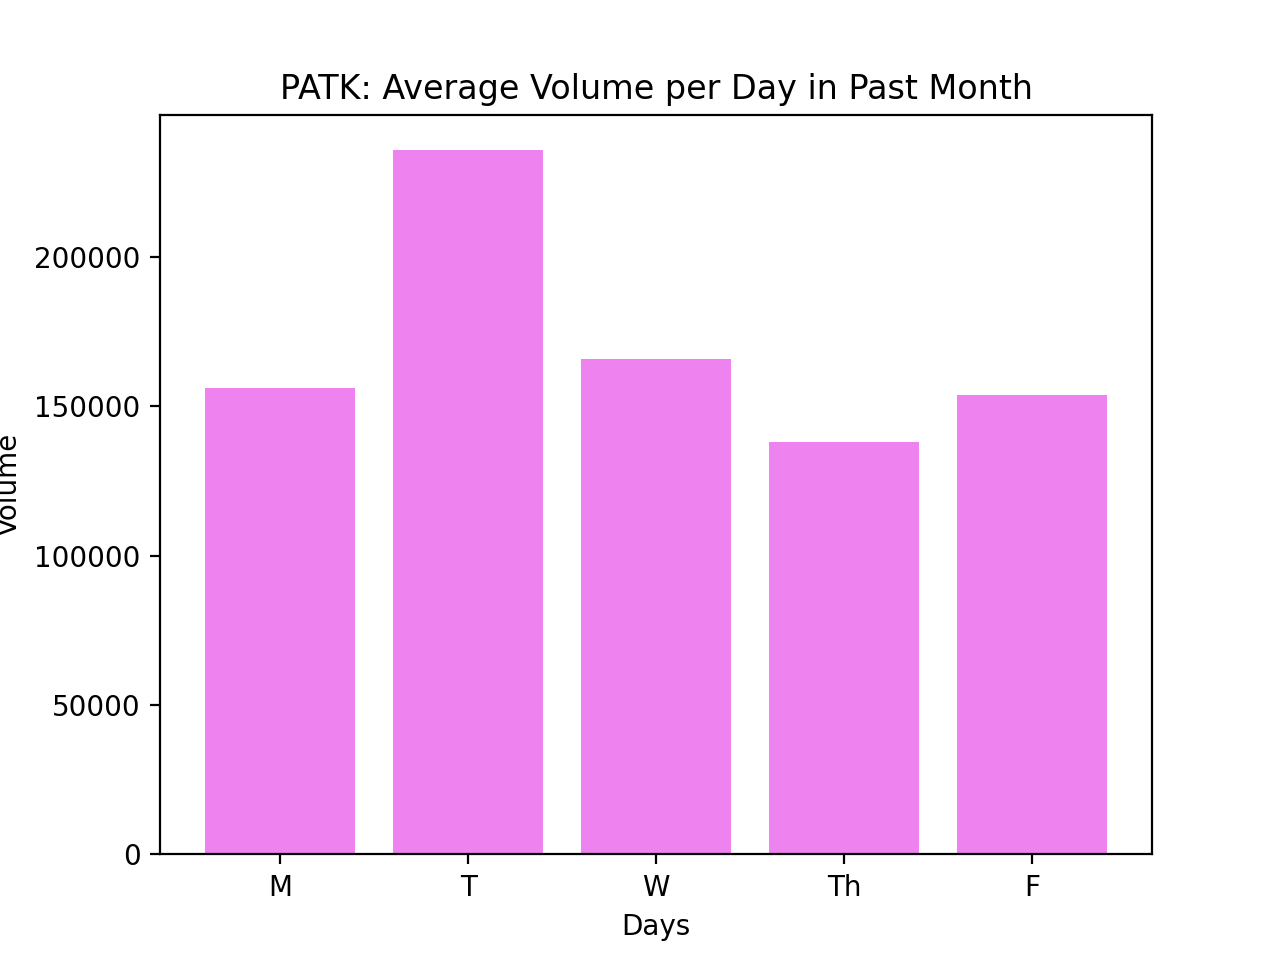 PATK: Average Volume per Day in Past Month
200000
150000
100000
50000
0
Volume
M T W Th F
Days